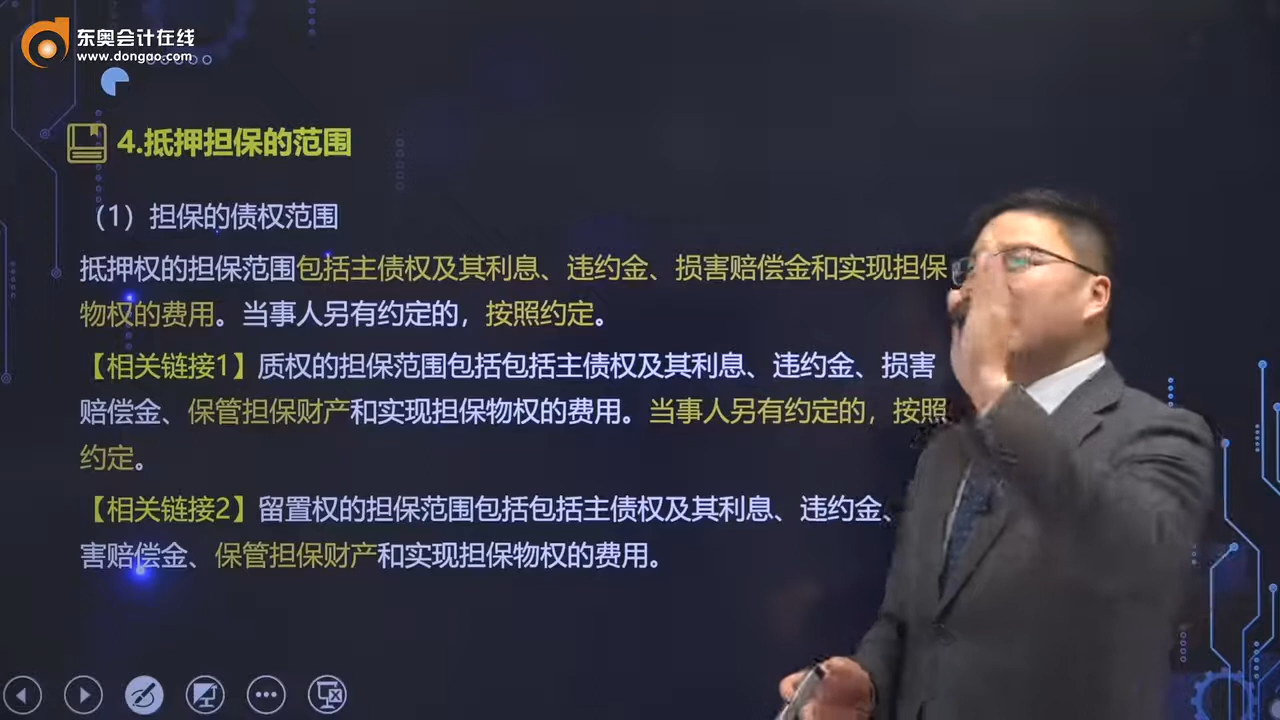 东奥会计在线
www.dongao.com
4.抵押担保的范围
（1）担保的债权范围
抵押权的担保范围包括主债权及其利息、违约金、损害赔偿金和实现担保
物权的费用。当事人另有约定的，按照约定。
【相关链接1】质权的担保范围包括包括主债权及其利息、违约金、损害
赔偿金、保管担保财产和实现担保物权的费用。当事人另有约定的，按照
约定。
【相关链接2】留置权的担保范围包括包括主债权及其利息、违约金、
害赔偿金、保管担保财产和实现担保物权的费用。